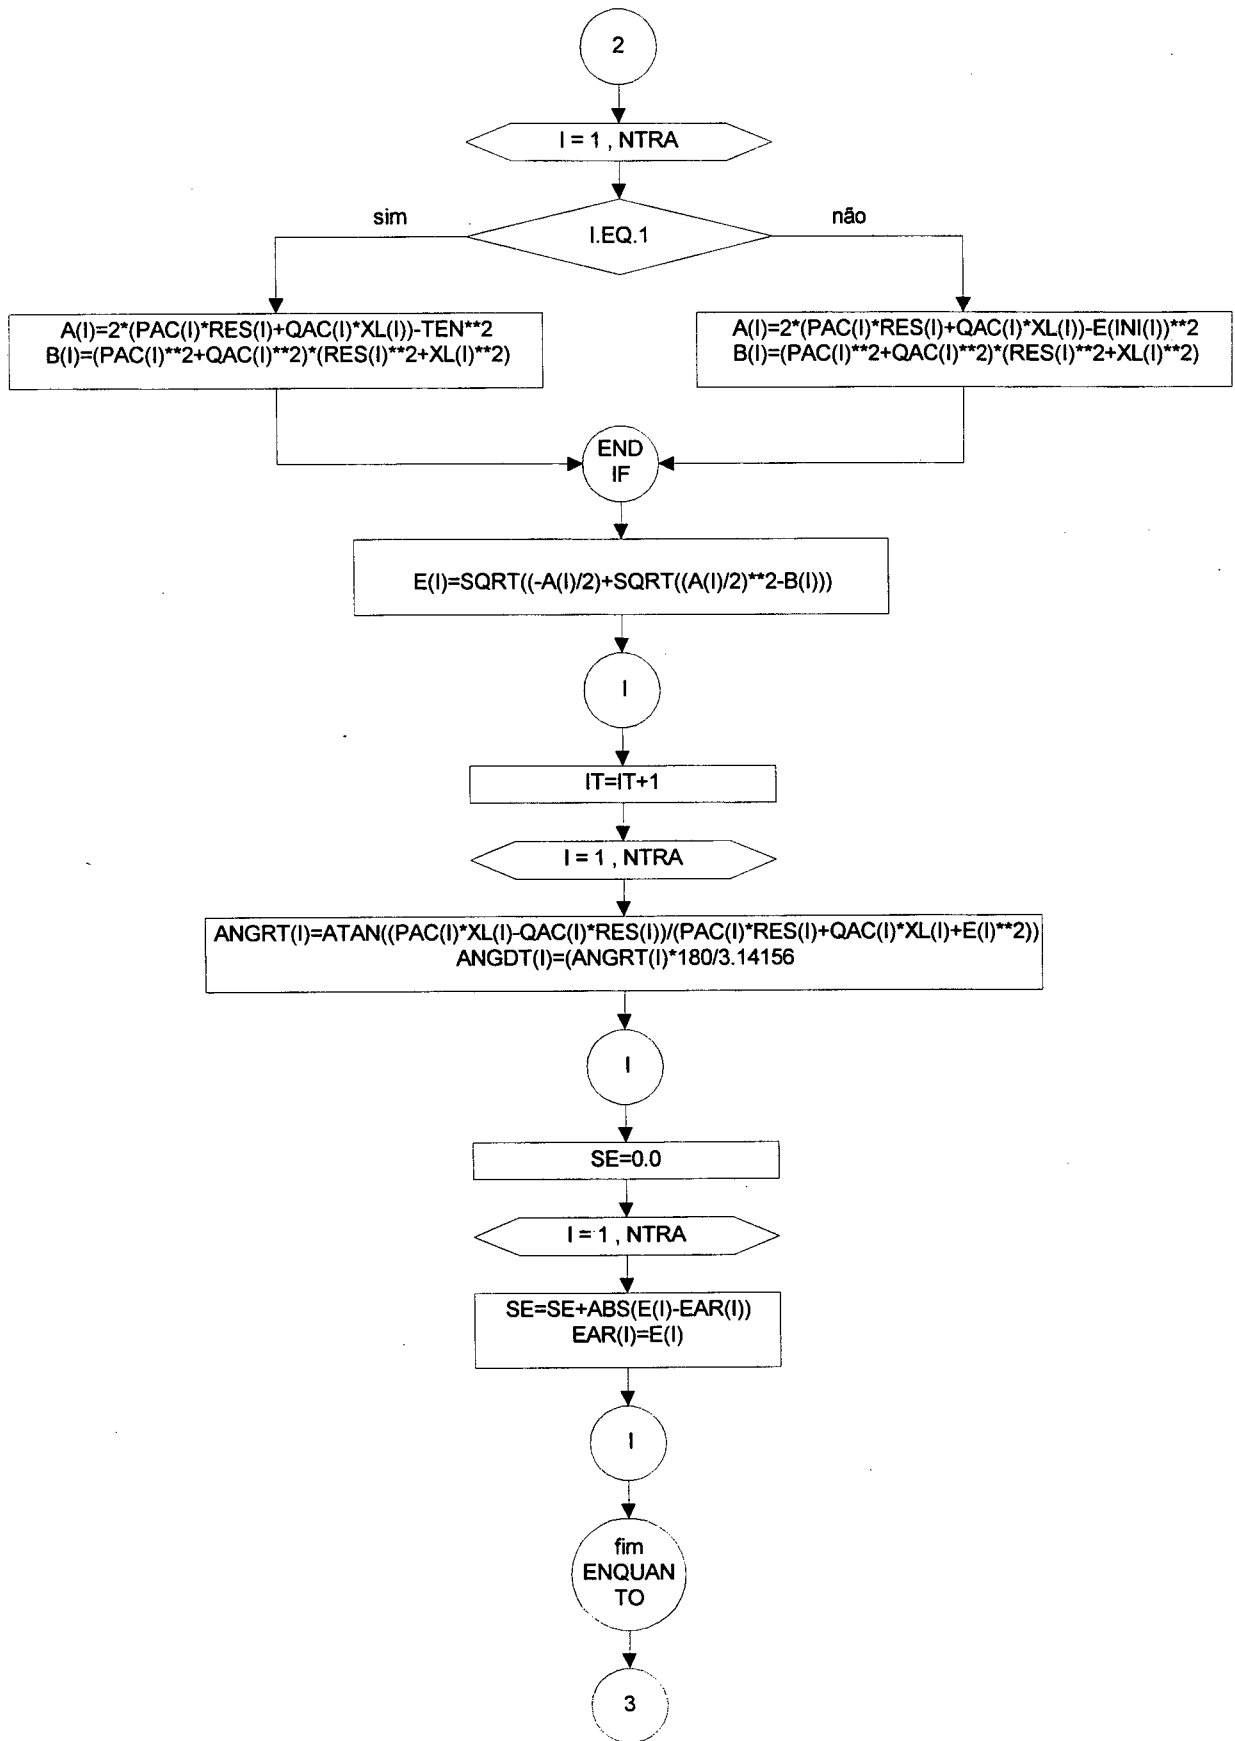 2
I = 1 , NTRA
sim
não
I.EQ.1
A(I)=2*(PAC(I)*RES(I)+QAC(I)*XL(I))-TEN**2
B(I)=(PAC(I)**2+QAC(I)**2)*(RES(I)**2+XL(I)**2)
A(I)=2*(PAC(I)*RES(I)+QAC(I)*XL(I))-E(INI(I))**2
B(I)=(PAC(I)**2+QAC(I)**2)*(RES(I)**2+XL(I)**2)
END
IF
E(I)=SQRT((-A(I)/2)+SQRT((A(I)/2)**2-B(I)))
I
IT=IT+1
I = 1 , NTRA
ANGRT(I)=ATAN((PAC(I)*XL(I)-QAC(I)*RES(I))/(PAC(I)*RES(I)+QAC(I)*XL(I)+E(I)**2))
ANGDT(I)=(ANGRT(I)*180/3.14156
I
SE=0.0
I = 1 , NTRA
SE=SE+ABS(E(I)-EAR(I))
EAR(I)=E(I)
I
fim
ENQUAN
TO
3